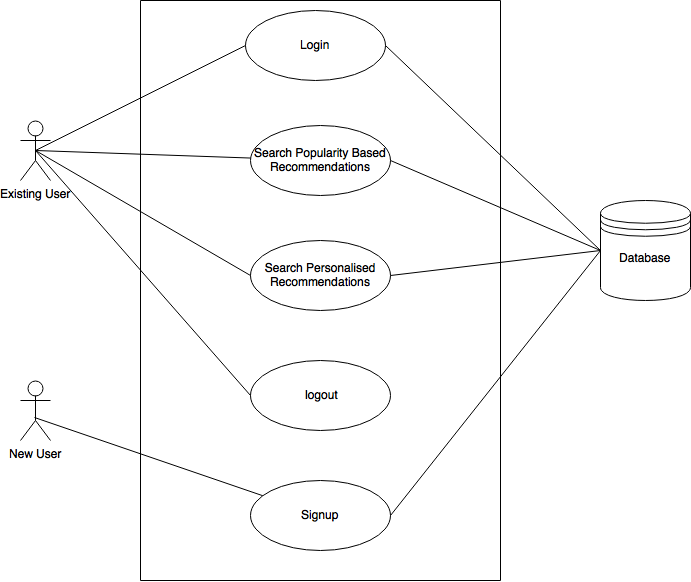 Login
Search Popularity Based
Recommendations
Existing User
Search Personalised
Recommendations
Database
logout
New User
Signup